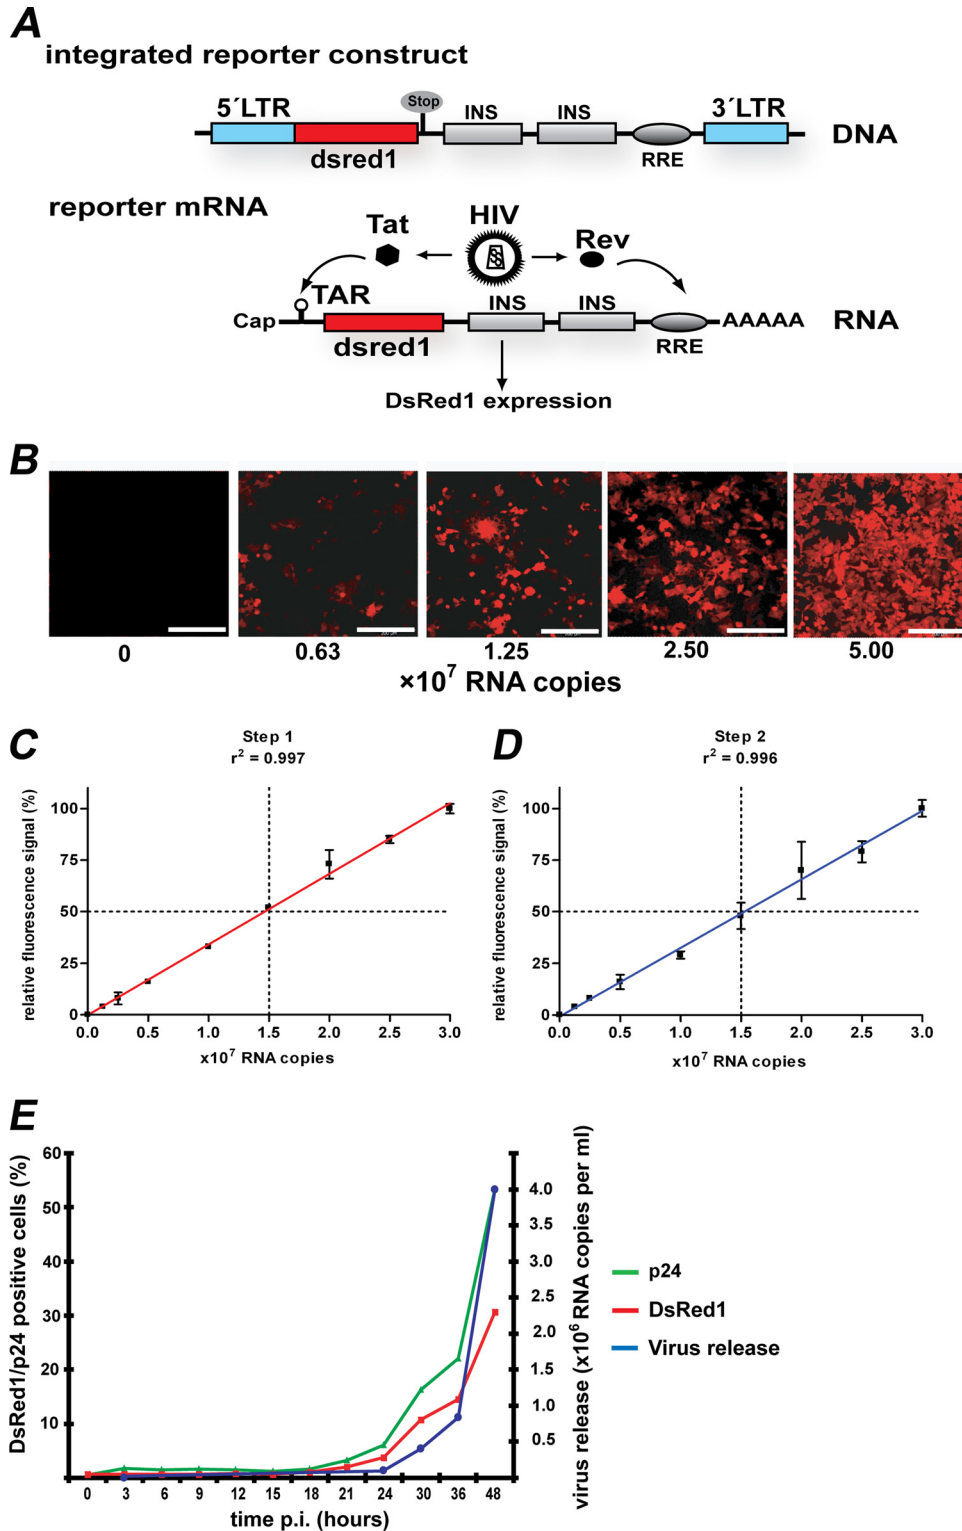 A
integrated reporter construct
5´LTR
Stop
INS
INS
3´LTR
dsred1
RRE
DNA
reporter mRNA
Tat
HIV
Rev
TAR
INS
INS
Cap
AAAAA
RNA
dsred1
RRE
DsRed1 expression
B
0
0.63
1.25
2.50
5.00
×10⁷ RNA copies
C
Step 1
r² = 0.997
relative fluorescence signal (%)
100
75
50
25
0
0.0 0.5 1.0 1.5 2.0 2.5 3.0
x10⁷ RNA copies
D
Step 2
r² = 0.996
relative fluorescence signal (%)
100
75
50
25
0
0.0 0.5 1.0 1.5 2.0 2.5 3.0
x10⁷ RNA copies
E
DsRed1/p24 positive cells (%)
60
50
40
30
20
10
0 3 6 9 12 15 18 21 24 30 36 48
time p.i. (hours)
4.0
3.5
3.0
2.5
2.0
1.5
1.0
0.5
virus release (x10⁶ RNA copies per ml)
p24
DsRed1
Virus release